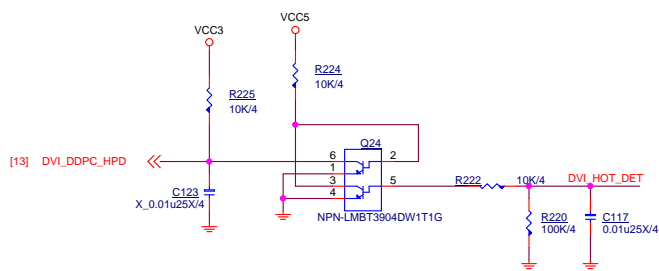 VCC5
VCC3
R224
10K/4
R225
10K/4
Q24
[13] DVI_DDPC_HPD
6
2
1
3
5
4
R222
10K/4
DVI_HOT_DET
C123
X_0.01u25X/4
NPN-LMBT3904DW1T1G
R220
100K/4
C117
0.01u25X/4